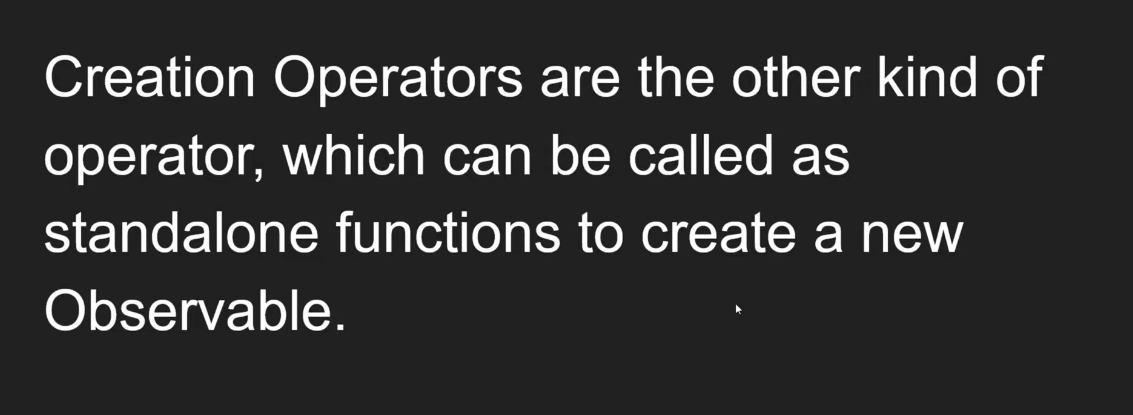 Creation Operators are the other kind of
operator, which can be called as
standalone functions to create a new
Observable.